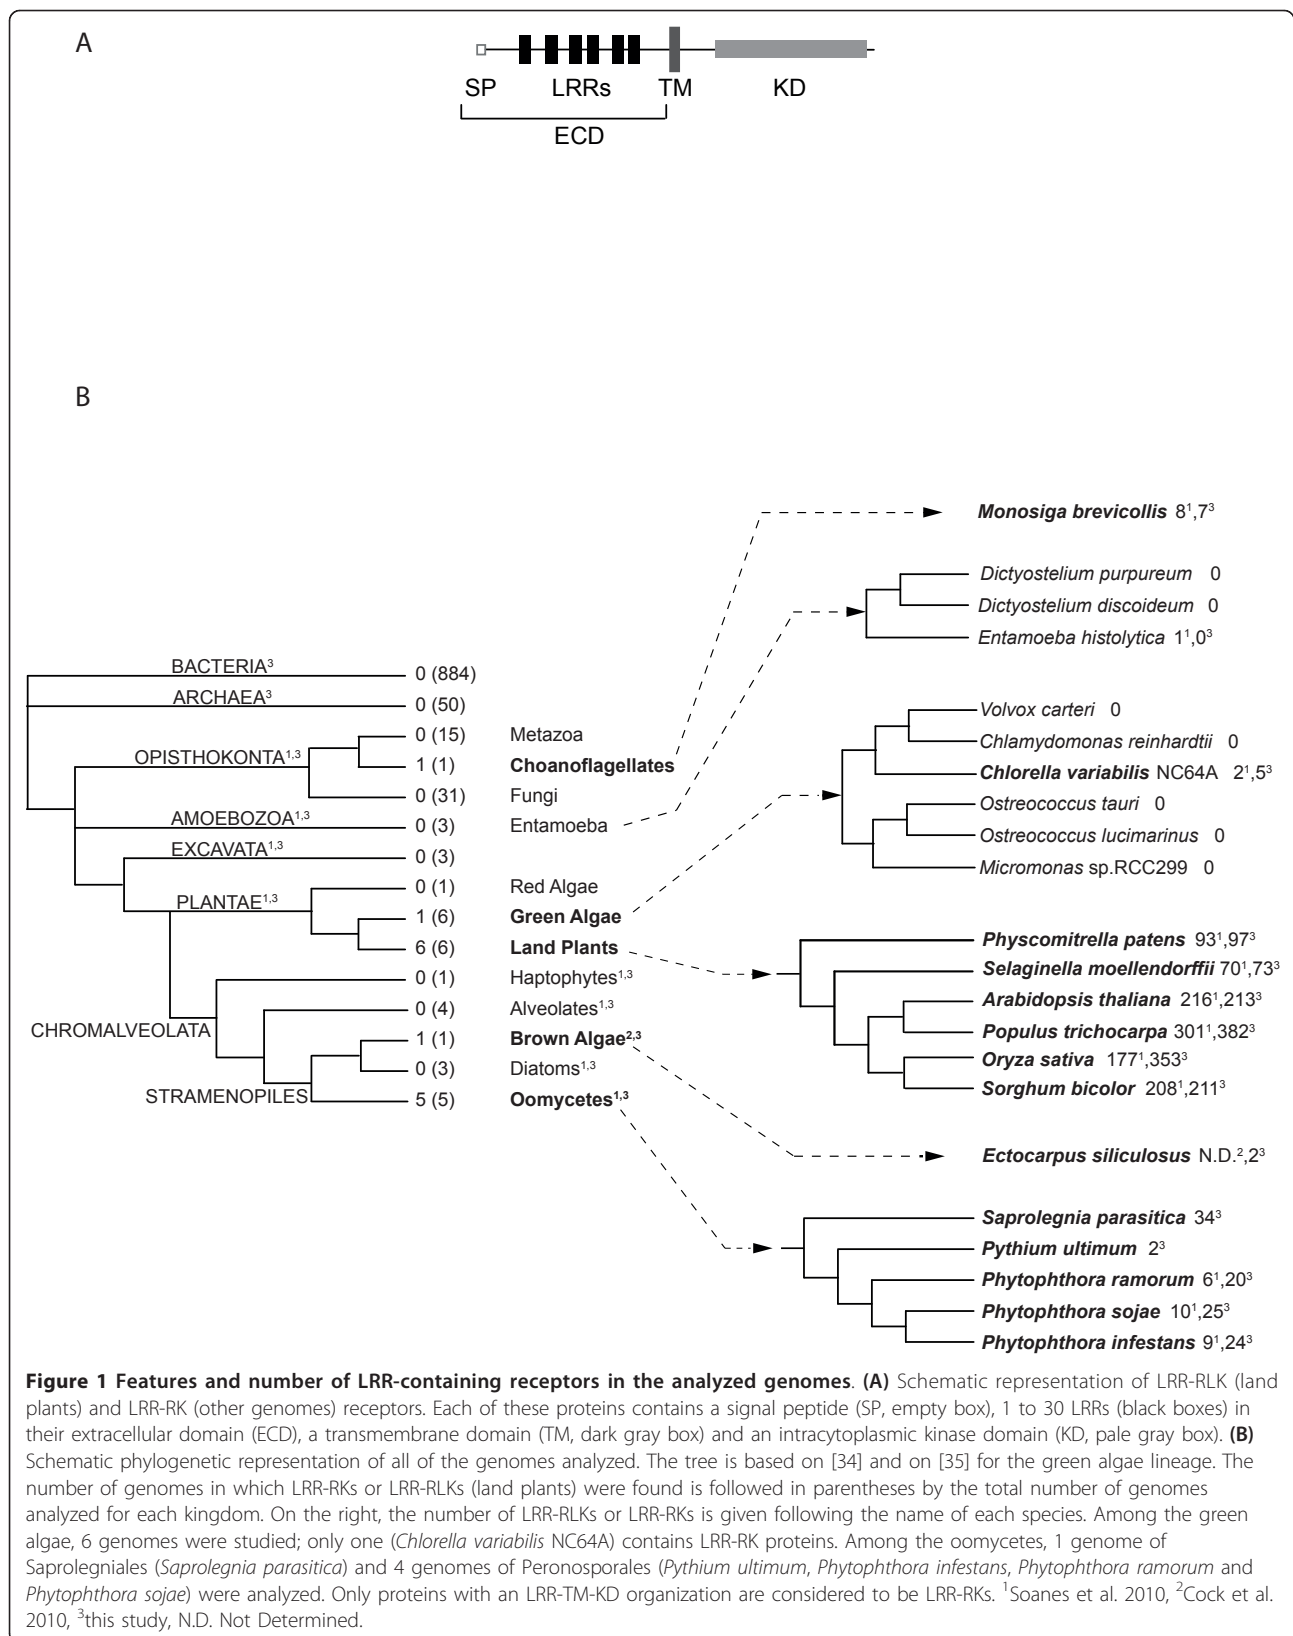 A
SP LRRs TM KD
ECD
B
Monosiga brevicollis 8¹,7³
Dictyostelium purpureum 0
Dictyostelium discoideum 0
Entamoeba histolytica 1¹,0³
BACTERIA³ 0 (884)
ARCHAEA³ 0 (50)
OPISTHOKONTA¹,³
0 (15) Metazoa
1 (1) Choanoflagellates
0 (31) Fungi
AMOEBOZOA¹,³ 0 (3) Entamoeba
EXCAVATA¹,³ 0 (3)
PLANTAE¹,³
0 (1) Red Algae
1 (6) Green Algae
6 (6) Land Plants
CHROMALVEOLATA
0 (1) Haptophytes¹,³
0 (4) Alveolates¹,³
STRAMENOPILES
1 (1) Brown Algae²,³
0 (3) Diatoms¹,³
5 (5) Oomycetes¹,³
Volvox carteri 0
Chlamydomonas reinhardtii 0
Chlorella variabilis NC64A 2¹,5³
Ostreococcus tauri 0
Ostreococcus lucimarinus 0
Micromonas sp.RCC299 0
Physcomitrella patens 93¹,97³
Selaginella moellendorffii 70¹,73³
Arabidopsis thaliana 216¹,213³
Populus trichocarpa 301¹,382³
Oryza sativa 177¹,353³
Sorghum bicolor 208¹,211³
Ectocarpus siliculosus N.D.²,2³
Saprolegnia parasitica 34³
Pythium ultimum 2³
Phytophthora ramorum 6¹,20³
Phytophthora sojae 10¹,25³
Phytophthora infestans 9¹,24³
Figure 1 Features and number of LRR-containing receptors in the analyzed genomes. (A) Schematic representation of LRR-RLK (land
plants) and LRR-RK (other genomes) receptors. Each of these proteins contains a signal peptide (SP, empty box), 1 to 30 LRRs (black boxes) in
their extracellular domain (ECD), a transmembrane domain (TM, dark gray box) and an intracytoplasmic kinase domain (KD, pale gray box). (B)
Schematic phylogenetic representation of all of the genomes analyzed. The tree is based on [34] and on [35] for the green algae lineage. The
number of genomes in which LRR-RKs or LRR-RLKs (land plants) were found is followed in parentheses by the total number of genomes
analyzed for each kingdom. On the right, the number of LRR-RLKs or LRR-RKs is given following the name of each species. Among the green
algae, 6 genomes were studied; only one (Chlorella variabilis NC64A) contains LRR-RK proteins. Among the oomycetes, 1 genome of
Saprolegniales (Saprolegnia parasitica) and 4 genomes of Peronosporales (Pythium ultimum, Phytophthora infestans, Phytophthora ramorum and
Phytophthora sojae) were analyzed. Only proteins with an LRR-TM-KD organization are considered to be LRR-RKs. ¹Soanes et al. 2010, ²Cock et al.
2010, ³this study, N.D. Not Determined.